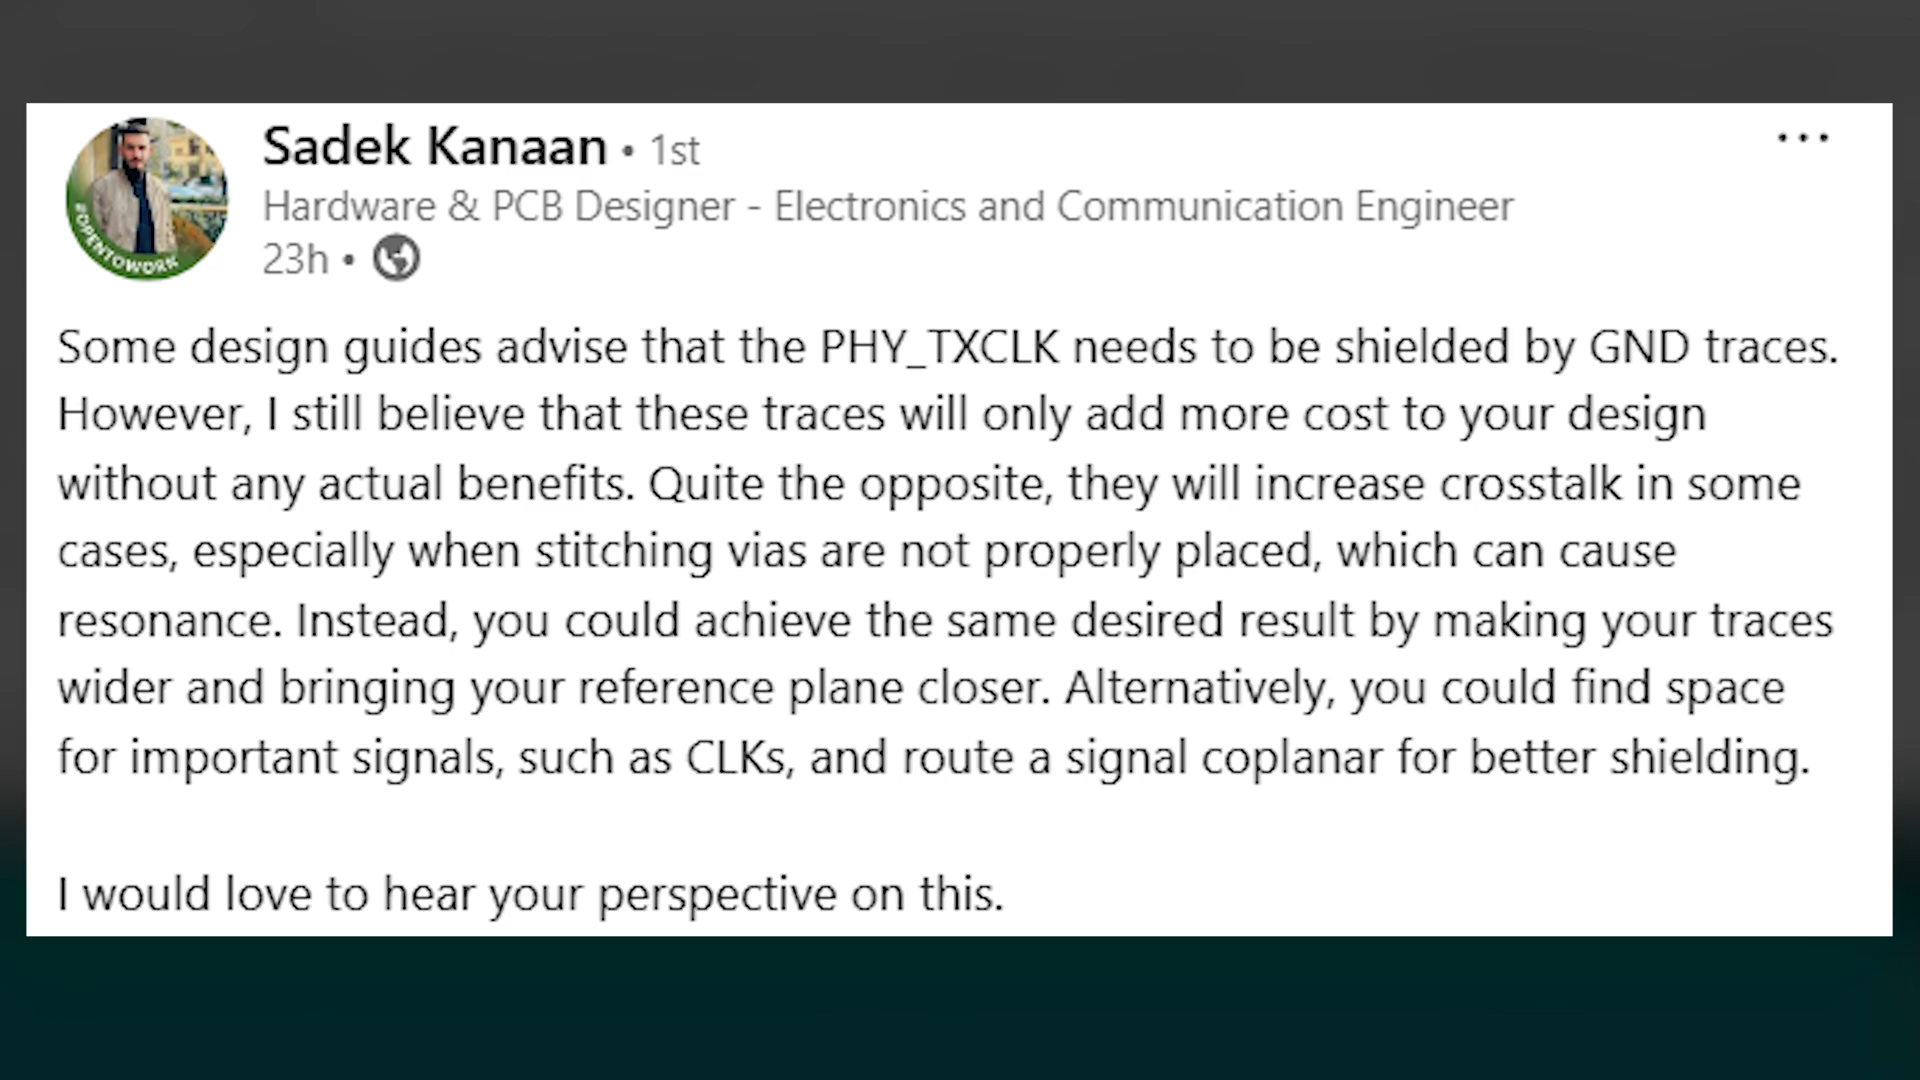 Sadek Kanaan • 1st
Hardware & PCB Designer - Electronics and Communication Engineer
23h •
#OPENTOWORK
Some design guides advise that the PHY_TXCLK needs to be shielded by GND traces.
However, I still believe that these traces will only add more cost to your design
without any actual benefits. Quite the opposite, they will increase crosstalk in some
cases, especially when stitching vias are not properly placed, which can cause
resonance. Instead, you could achieve the same desired result by making your traces
wider and bringing your reference plane closer. Alternatively, you could find space
for important signals, such as CLKs, and route a signal coplanar for better shielding.
I would love to hear your perspective on this.